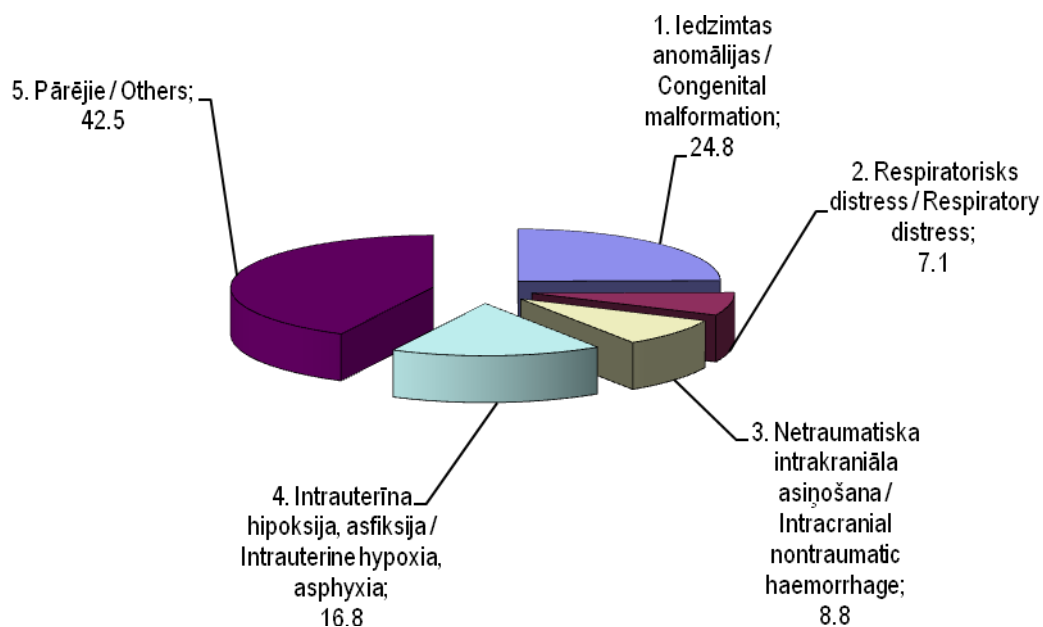 1. Iedzimtas
anomālijas /
Congenital
malformation;
24.8
2. Respiratorisks
distress / Respiratory
distress;
7.1
3. Netraumatiska
intrakraniāla
asiņošana /
Intracranial
nontraumatic
haemorrhage;
8.8
4. Intrauterīna
hipoksija, asfiksija /
Intrauterine hypoxia,
asphyxia;
16.8
5. Pārējie / Others;
42.5